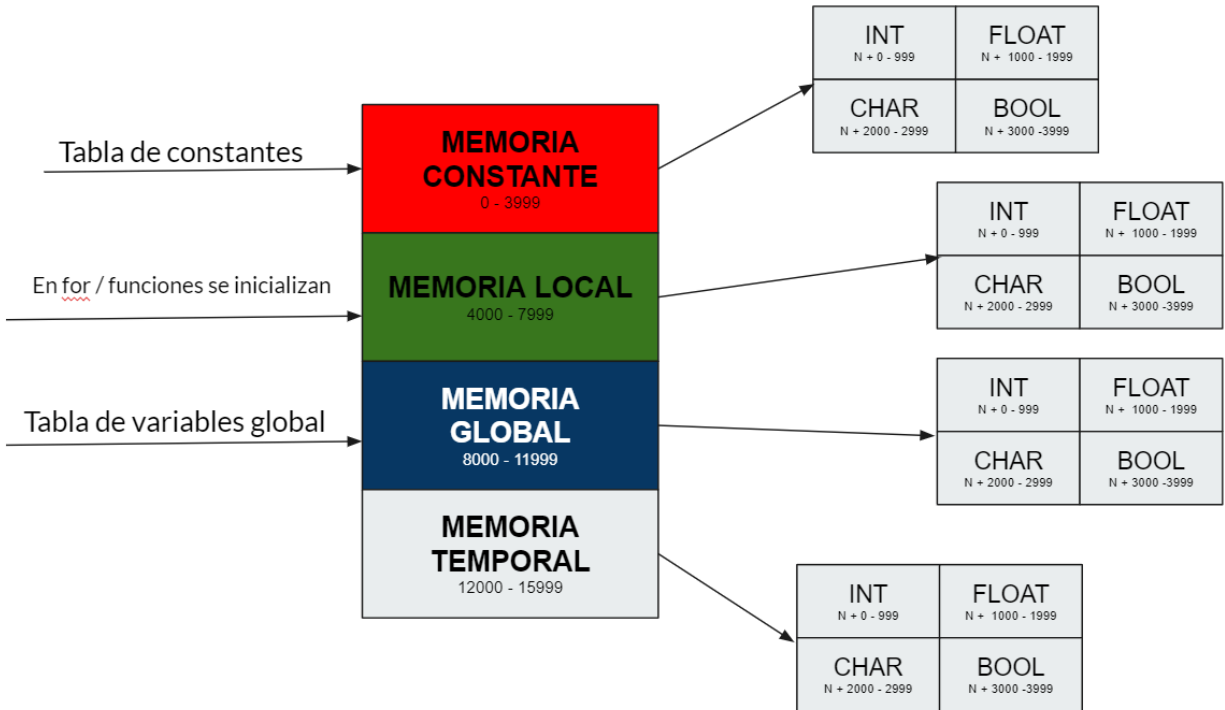 Tabla de constantes
En for / funciones se inicializan
Tabla de variables global
MEMORIA
CONSTANTE
0 - 3999
MEMORIA LOCAL
4000 - 7999
MEMORIA
GLOBAL
8000 - 11999
MEMORIA
TEMPORAL
12000 - 15999
INT
N + 0 - 999
FLOAT
N + 1000 - 1999
CHAR
N + 2000 - 2999
BOOL
N + 3000 -3999
INT
N + 0 - 999
FLOAT
N + 1000 - 1999
CHAR
N + 2000 - 2999
BOOL
N + 3000 -3999
INT
N + 0 - 999
FLOAT
N + 1000 - 1999
CHAR
N + 2000 - 2999
BOOL
N + 3000 -3999
INT
N + 0 - 999
FLOAT
N + 1000 - 1999
CHAR
N + 2000 - 2999
BOOL
N + 3000 -3999